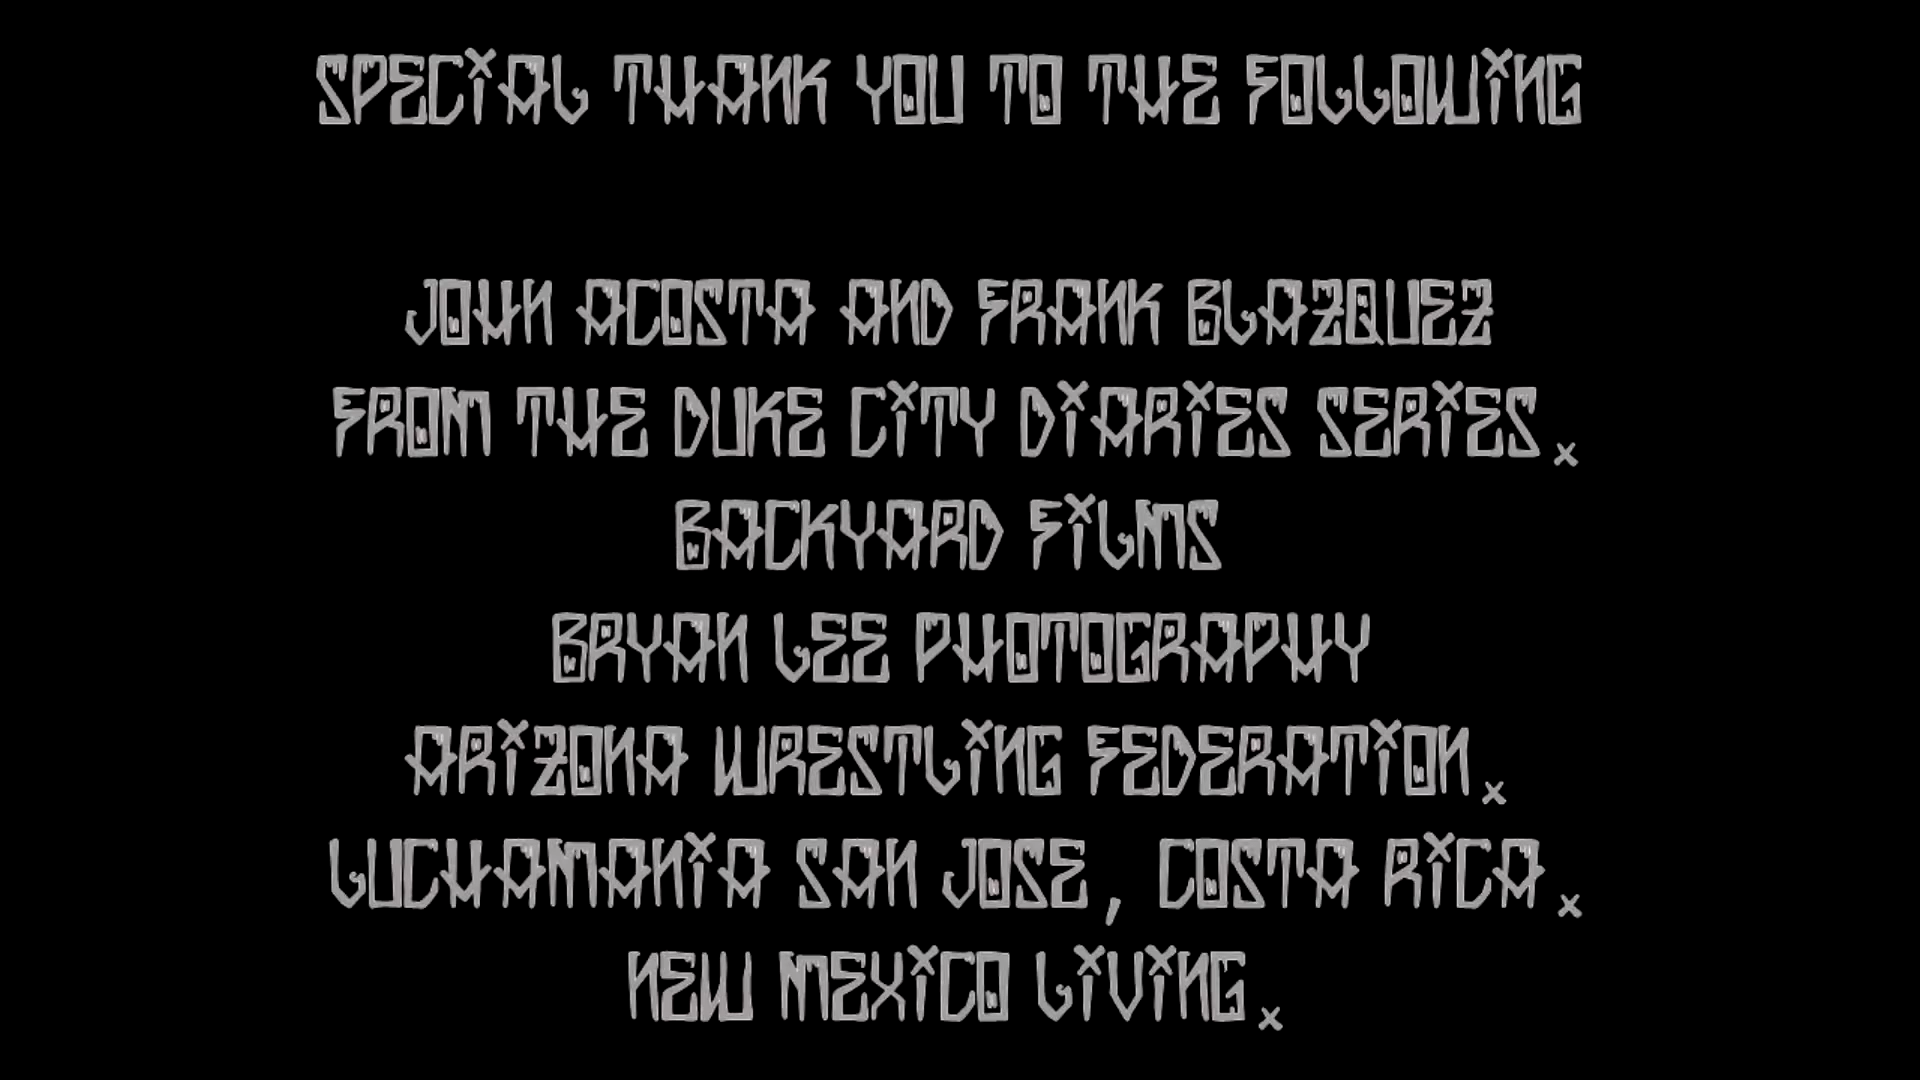 SPECiAL THANK YOU TO THE FOLLOWiNG
JOHN ACOSTA AND FRANK BLAZQUEZ
FROM THE DUKE CiTY DiARiES SERiES.
BACKYARD FiLMS
BRYAN LEE PHOTOGRAPHY
ARiZONA WRESTLiNG FEDERATiON.
LUCHAMANiA SAN JOSE, COSTA RiCA.
NEW MEXiCO LiViNG.